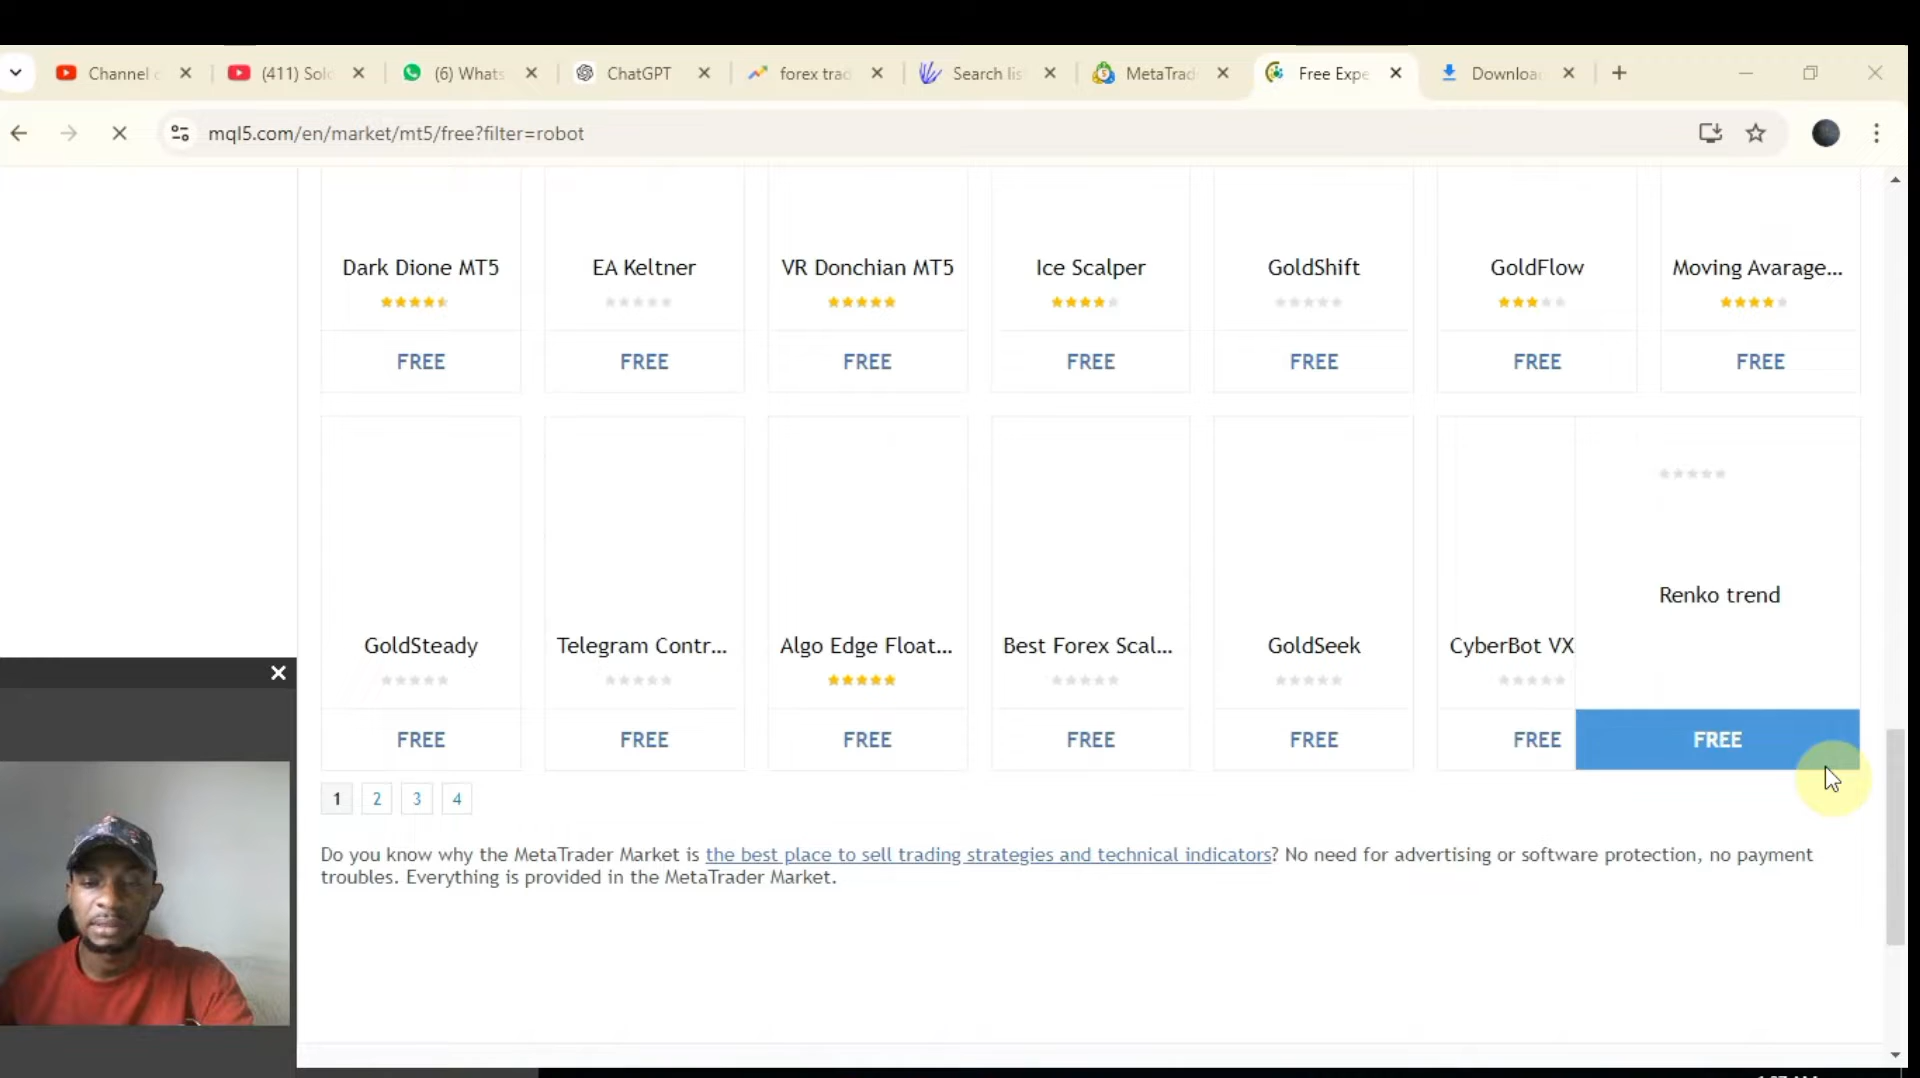 Channel
(411) Solo
(6) Whats
ChatGPT
forex trad
Search lis
MetaTrad
Free Expe
Download
mql5.com/en/market/mt5/free?filter=robot
Dark Dione MT5
EA Keltner
VR Donchian MT5
Ice Scalper
GoldShift
GoldFlow
Moving Avarage...
FREE
FREE
FREE
FREE
FREE
FREE
FREE
Renko trend
GoldSteady
Telegram Contr...
Algo Edge Float...
Best Forex Scal...
GoldSeek
CyberBot VX
FREE
FREE
FREE
FREE
FREE
FREE
FREE
1
2
3
4
Do you know why the MetaTrader Market is the best place to sell trading strategies and technical indicators? No need for advertising or software protection, no payment
troubles. Everything is provided in the MetaTrader Market.